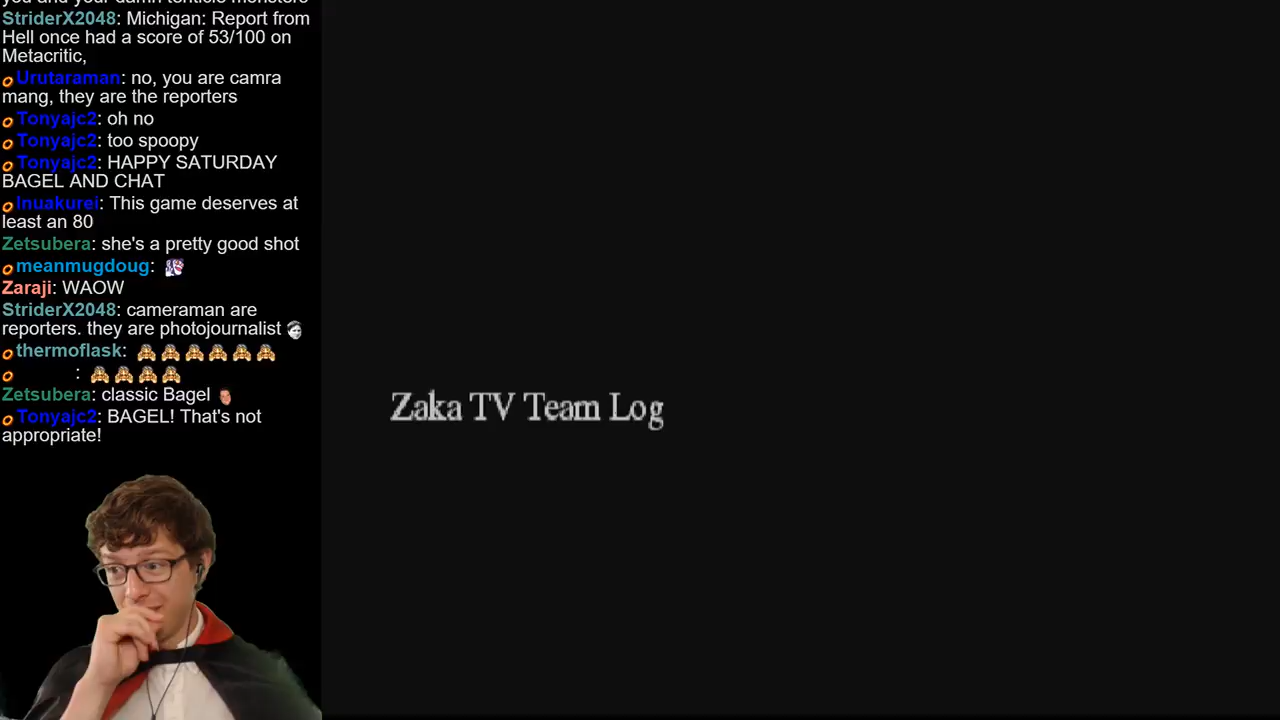 StriderX2048: Michigan: Report from
Hell once had a score of 53/100 on
Metacritic,
Urutaraman: no, you are camra
mang, they are the reporters
Tonyajc2: oh no
Tonyajc2: too spoopy
Tonyajc2: HAPPY SATURDAY
BAGEL AND CHAT
Inuakurei: This game deserves at
least an 80
Zetsubera: she's a pretty good shot
meanmugdoug:
Zaraji: WAOW
StriderX2048: cameraman are
reporters. they are photojournalist
thermoflask:
:
Zetsubera: classic Bagel
Tonyajc2: BAGEL! That's not
appropriate!
Zaka TV Team Log